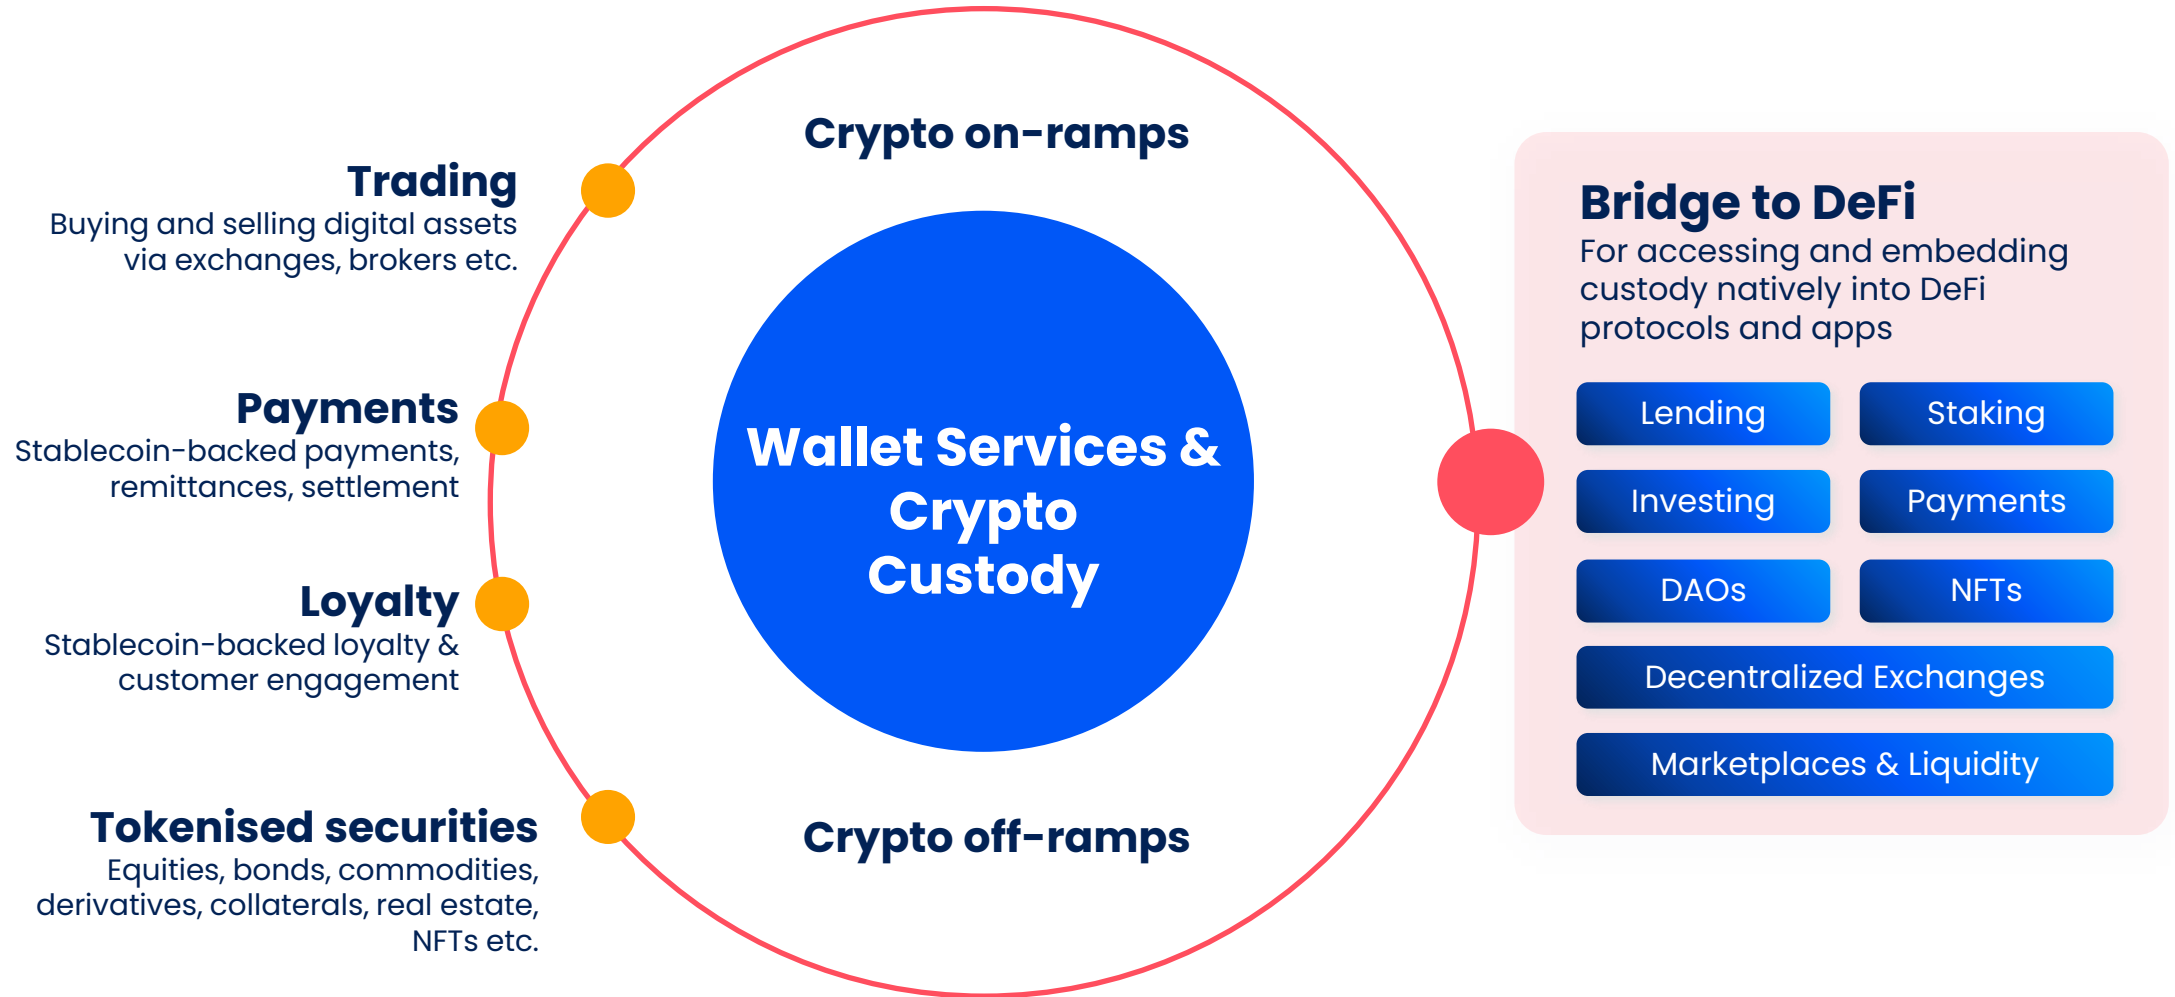 Crypto on-ramps
Trading
Buying and selling digital assets
via exchanges, brokers etc.
Payments
Stablecoin-backed payments,
remittances, settlement
Loyalty
Stablecoin-backed loyalty &
customer engagement
Tokenised securities
Equities, bonds, commodities,
derivatives, collaterals, real estate,
NFTs etc.
Wallet Services &
Crypto
Custody
Crypto off-ramps
Bridge to DeFi
For accessing and embedding
custody natively into DeFi
protocols and apps
Lending
Staking
Investing
Payments
DAOs
NFTs
Decentralized Exchanges
Marketplaces & Liquidity